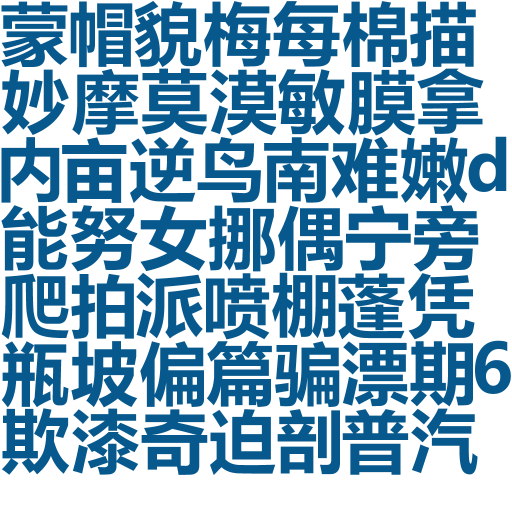 蒙帽貌梅每棉描
妙摩莫漠敏膜拿
内亩逆鸟南难嫩d
能努女挪偶宁旁
爬拍派喷棚蓬凭
瓶坡偏篇骗漂期6
欺漆奇迫剖普汽